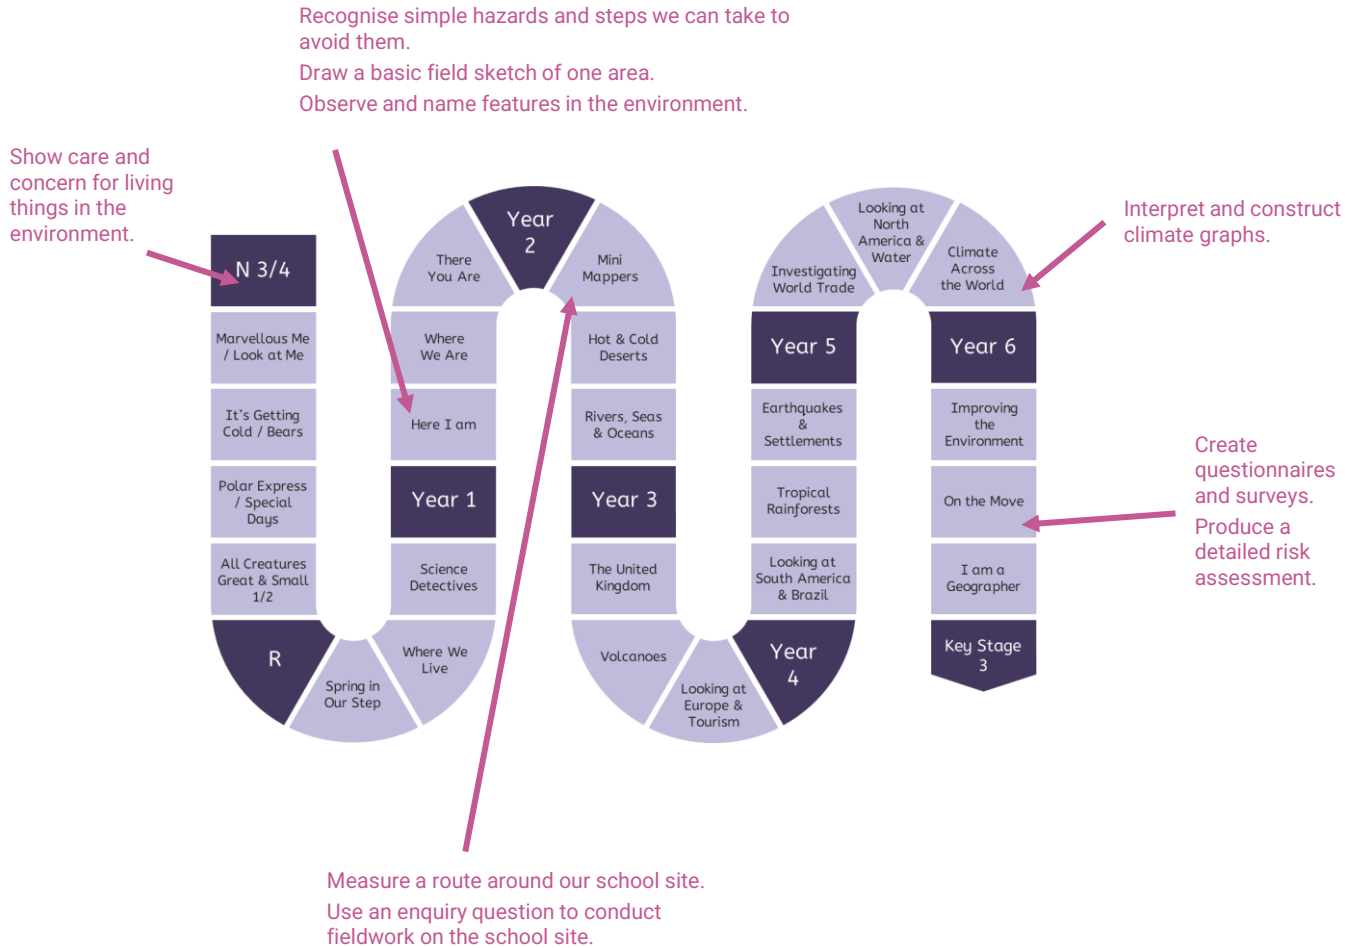 Recognise simple hazards and steps we can take to
avoid them.
Draw a basic field sketch of one area.
Observe and name features in the environment.
Show care and
concern for living
things in the
environment.
N 3/4
Marvellous Me
/ Look at Me
It's Getting
Cold / Bears
Polar Express
/ Special
Days
All Creatures
Great & Small
1/2
R
Spring in
Our Step
Where We
Live
Science
Detectives
Year 1
Here I am
Where
We Are
There
You Are
Year
2
Mini
Mappers
Hot & Cold
Deserts
Rivers, Seas
& Oceans
Year 3
The United
Kingdom
Volcanoes
Looking at
Europe &
Tourism
Year
4
Looking at
South America
& Brazil
Tropical
Rainforests
Earthquakes
&
Settlements
Year 5
Investigating
World Trade
Looking at
North
America &
Water
Climate
Across
the World
Year 6
Improving
the
Environment
On the Move
I am a
Geographer
Key Stage
3
Interpret and construct
climate graphs.
Create
questionnaires
and surveys.
Produce a
detailed risk
assessment.
Measure a route around our school site.
Use an enquiry question to conduct
fieldwork on the school site.